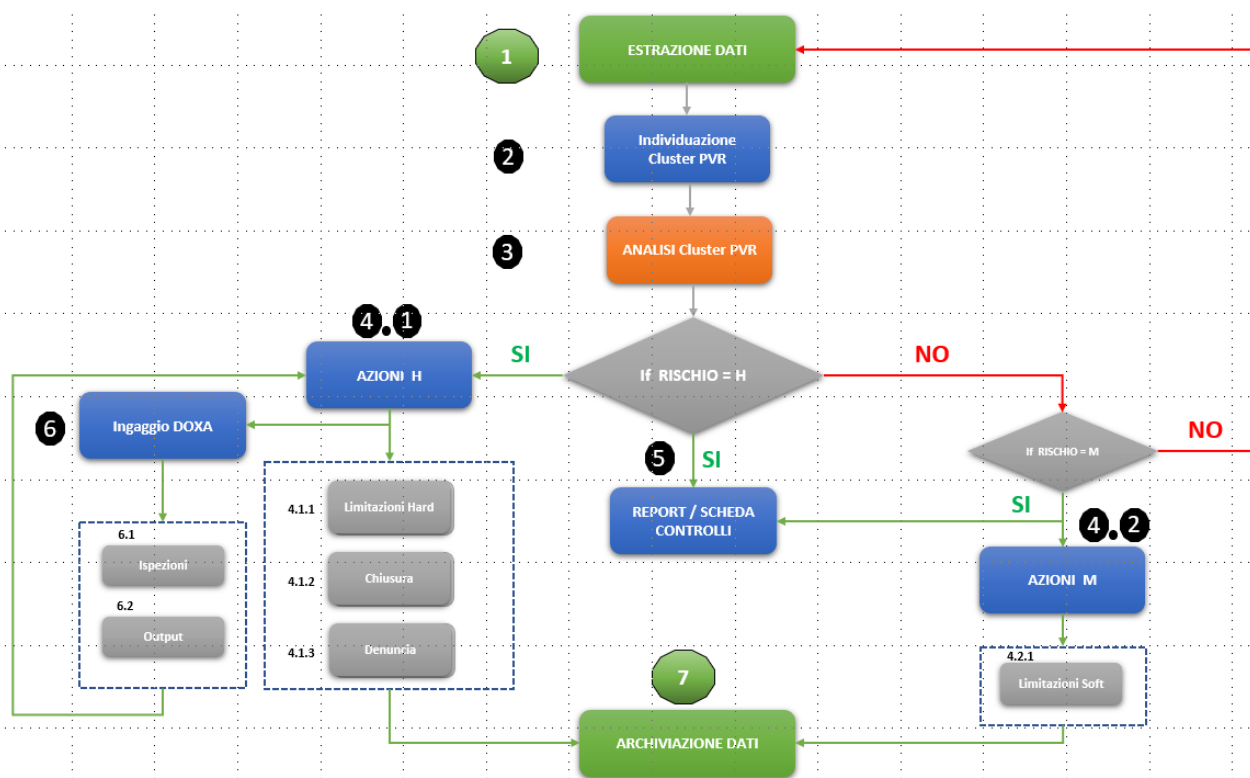 1
ESTRAZIONE DATI
2
Individuazione
Cluster PVR
3
ANALISI Cluster PVR
4.1
SI
NO
AZIONI H
If RISCHIO = H
6
Ingaggio DOXA
5
SI
If RISCHIO = M
NO
4.1.1
Limitazioni Hard
REPORT / SCHEDA
CONTROLLI
SI
4.2
6.1
Ispezioni
4.1.2
Chiusura
AZIONI M
6.2
Output
4.1.3
Denuncia
4.2.1
Limitazioni Soft
7
ARCHIVIAZIONE DATI